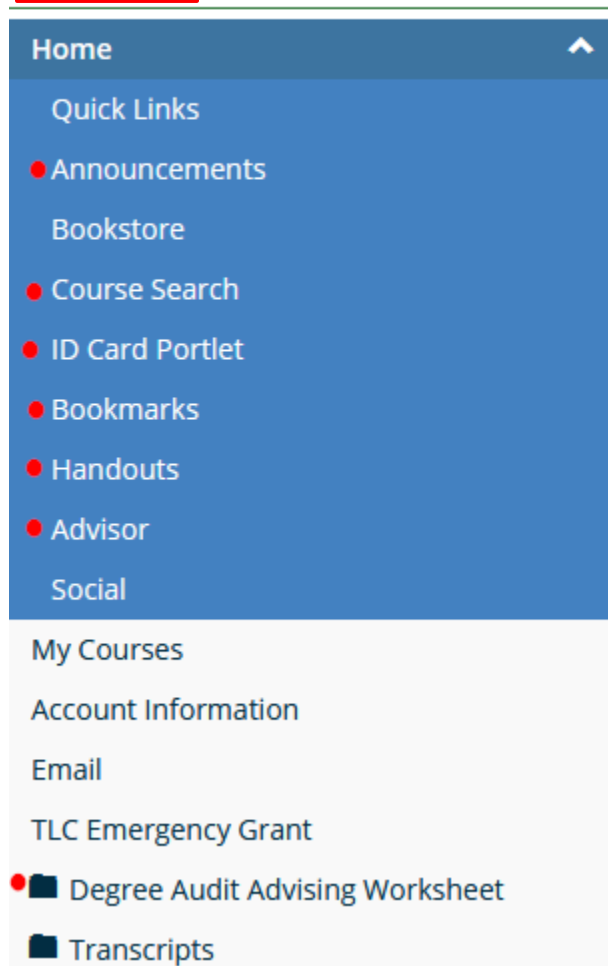 Home
Quick Links
Announcements
Bookstore
Course Search
ID Card Portlet
Bookmarks
Handouts
Advisor
Social
My Courses
Account Information
Email
TLC Emergency Grant
Degree Audit Advising Worksheet
Transcripts